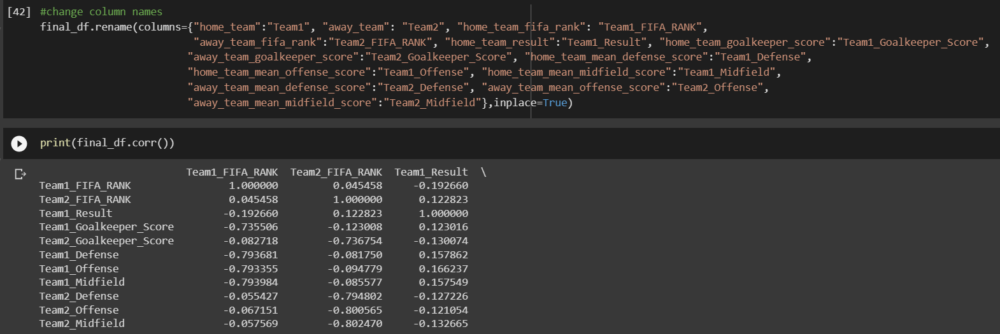 [42] #change column names
final_df.rename(columns={"home_team":"Team1", "away_team": "Team2", "home_team_fifa_rank": "Team1_FIFA_RANK",
"away_team_fifa_rank":"Team2_FIFA_RANK", "home_team_result":"Team1_Result", "home_team_goalkeeper_score":"Team1_Goalkeeper_Score",
"away_team_goalkeeper_score":"Team2_Goalkeeper_Score", "home_team_mean_defense_score":"Team1_Defense",
"home_team_mean_offense_score":"Team1_Offense", "home_team_mean_midfield_score":"Team1_Midfield",
"away_team_mean_defense_score":"Team2_Defense", "away_team_mean_offense_score":"Team2_Offense",
"away_team_mean_midfield_score":"Team2_Midfield"},inplace=True)
print(final_df.corr())
Team1_FIFA_RANK Team2_FIFA_RANK Team1_Result \
Team1_FIFA_RANK 1.000000 0.045458 -0.192660
Team2_FIFA_RANK 0.045458 1.000000 0.122823
Team1_Result -0.192660 0.122823 1.000000
Team1_Goalkeeper_Score -0.735506 -0.123008 0.123016
Team2_Goalkeeper_Score -0.082718 -0.736754 -0.130074
Team1_Defense -0.793681 -0.081750 0.157862
Team1_Offense -0.793355 -0.094779 0.166237
Team1_Midfield -0.793984 -0.085577 0.157549
Team2_Defense -0.055427 -0.794802 -0.127226
Team2_Offense -0.067151 -0.800565 -0.121054
Team2_Midfield -0.057569 -0.802470 -0.132665